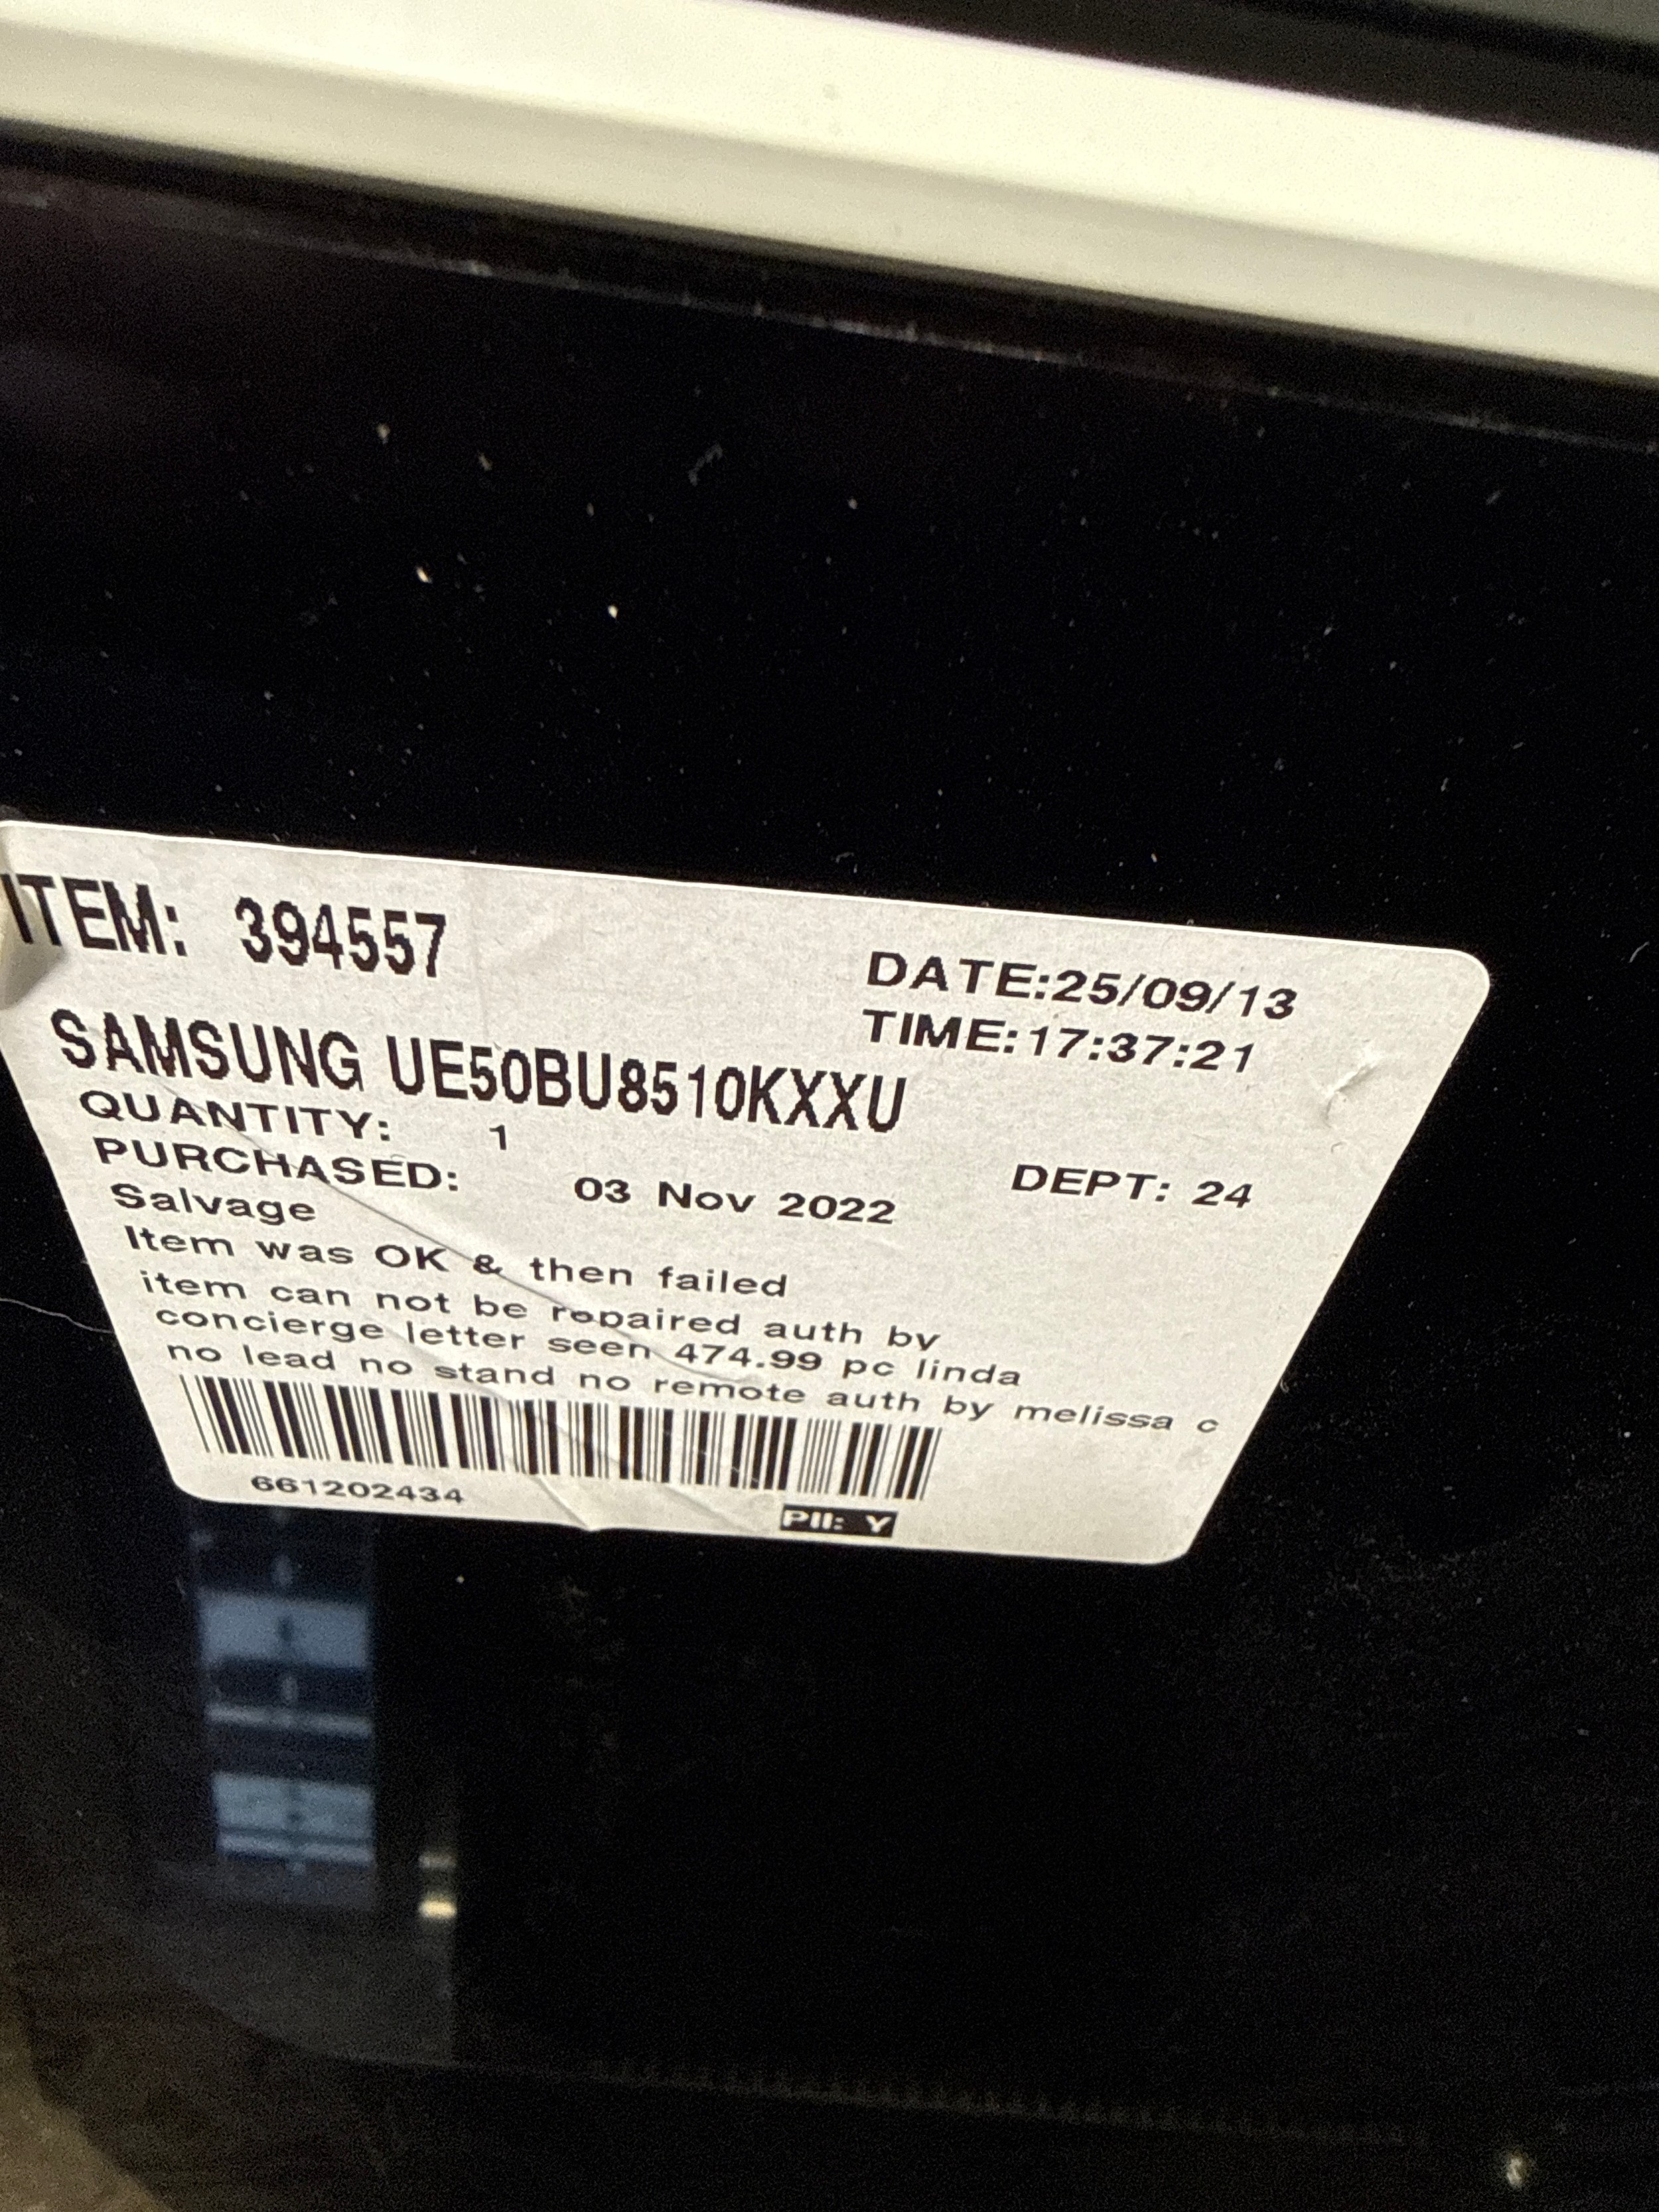 ITEM: 394557
DATE:25/09/13
TIME:17:37:21
SAMSUNG UE50BU8510KXXU
QUANTITY: 1
PURCHASED: 03 Nov 2022 DEPT: 24
Salvage
Item was OK & then failed
item can not be repaired auth by
concierge letter seen 474.99 pc linda
no lead no stand no remote auth by melissa c
661202434
PII: Y